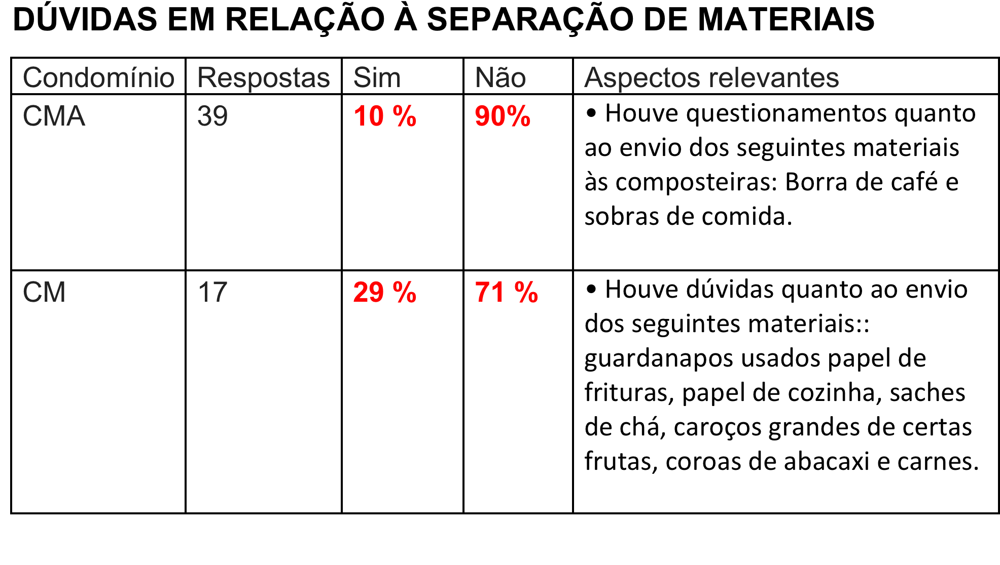 DÚVIDAS EM RELAÇÃO À SEPARAÇÃO DE MATERIAIS
Condomínio Respostas Sim Não Aspectos relevantes
CMA 39 10 % 90% • Houve questionamentos quanto
ao envio dos seguintes materiais
às composteiras: Borra de café e
sobras de comida.
CM 17 29 % 71 % • Houve dúvidas quanto ao envio
dos seguintes materiais::
guardanapos usados papel de
frituras, papel de cozinha, saches
de chá, caroços grandes de certas
frutas, coroas de abacaxi e carnes.